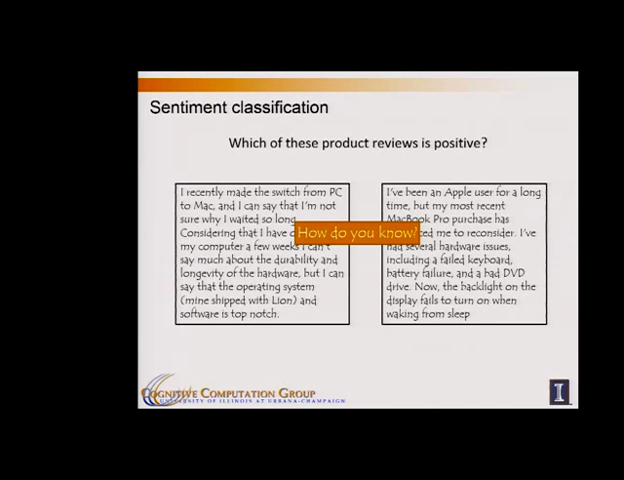 Sentiment classification
Which of these product reviews is positive?
I recently made the switch from PC
to Mac, and I can say that I'm not
sure why I waited so long.
Considering that I have
my computer a few weeks I can't
say much about the durability and
longevity of the hardware, but I can
say that the operating system
(mine shipped with Lion) and
software is top notch.
How do you know?
I've been an Apple user for a long
time, but my most recent
MacBook Pro purchase has
me to reconsider. I've
had several hardware issues,
including a failed keyboard,
battery failure, and a bad DVD
drive. Now, the backlight on the
display fails to turn on when
waking from sleep
COGNITIVE COMPUTATION GROUP
UNIVERSITY OF ILLINOIS AT URBANA-CHAMPAIGN
I